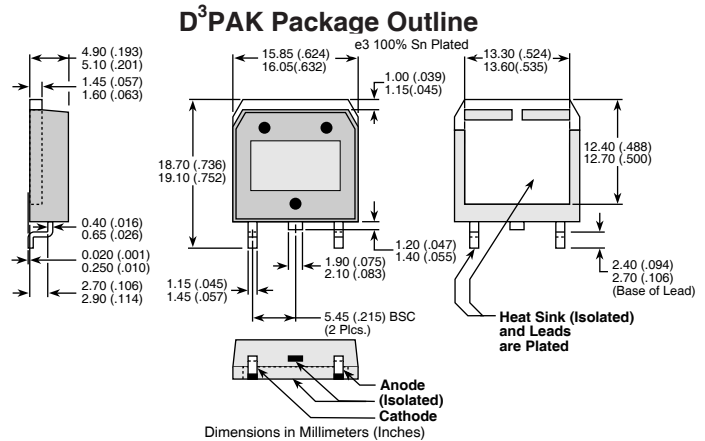 D3PAK Package Outline
e3 100% Sn Plated
4.90 (.193)
5.10 (.201)
1.45 (.057)
1.60 (.063)
15.85 (.624)
16.05(.632)
1.00 (.039)
1.15(.045)
13.30 (.524)
13.60(.535)
18.70 (.736)
19.10 (.752)
12.40 (.488)
12.70 (.500)
0.40 (.016)
0.65 (.026)
0.020 (.001)
0.250 (.010)
2.70 (.106)
2.90 (.114)
1.15 (.045)
1.45 (.057)
1.90 (.075)
2.10 (.083)
1.20 (.047)
1.40 (.055)
2.40 (.094)
2.70 (.106)
(Base of Lead)
5.45 (.215) BSC
(2 Plcs.)
Heat Sink (Isolated)
and Leads
are Plated
Anode
(Isolated)
Cathode
Dimensions in Millimeters (Inches)